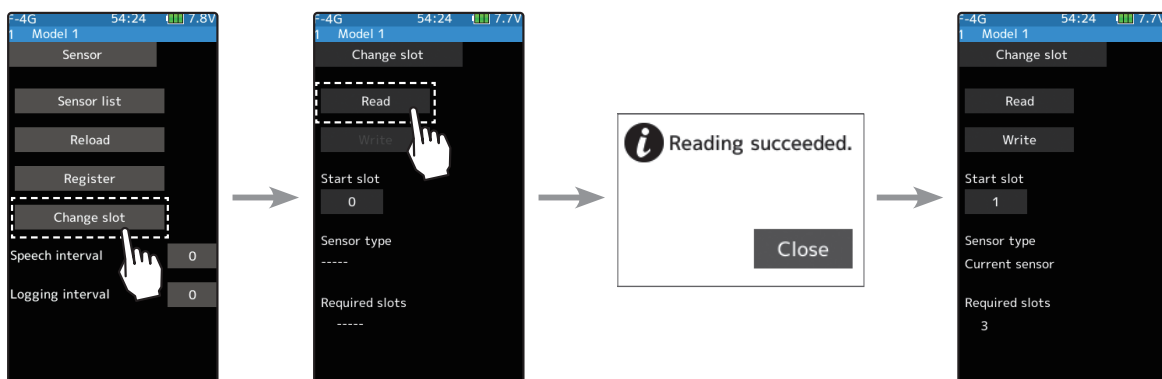 F-4G 54:24 7.8V
1 Model 1
Sensor
Sensor list
Reload
Register
Change slot
Speech interval 0
Logging interval 0
F-4G 54:24 7.7V
1 Model 1
Change slot
Read
Write
Start slot
0
Sensor type
-----
Required slots
-----
i Reading succeeded.
Close
F-4G 54:24 7.7V
1 Model 1
Change slot
Read
Write
Start slot
1
Sensor type
Current sensor
Required slots
3